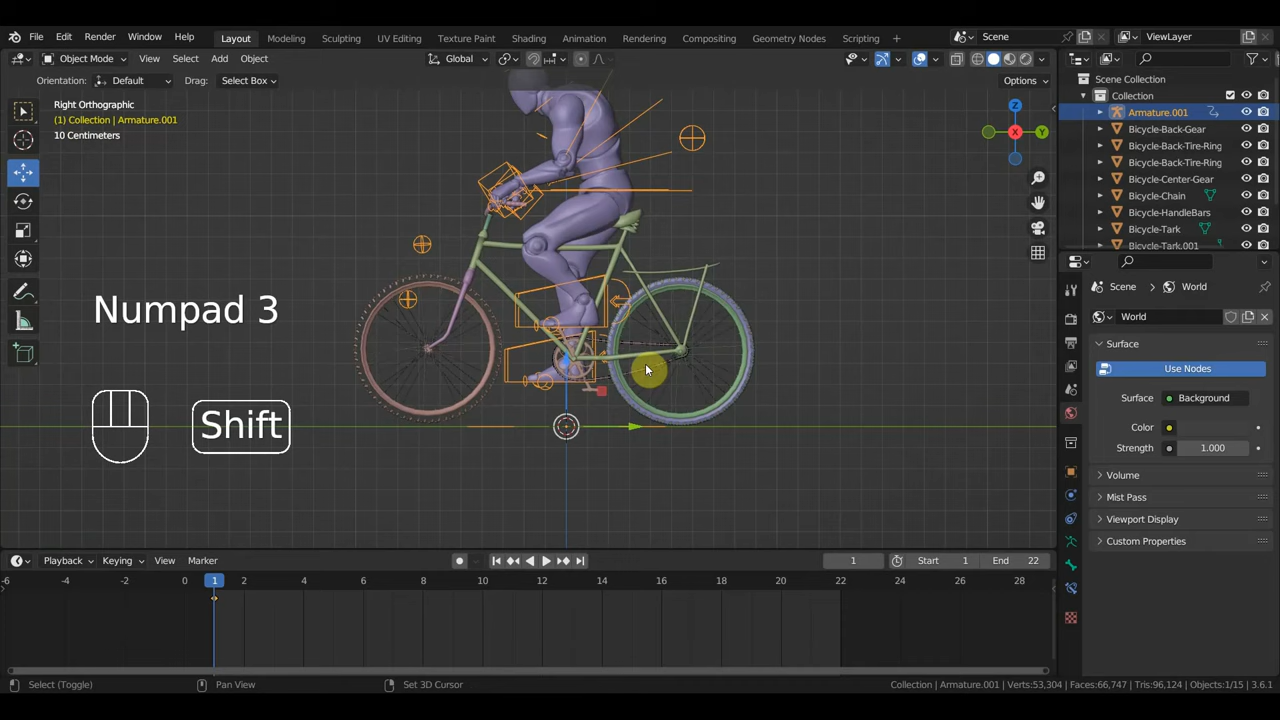 File Edit Render Window Help Layout Modeling Sculpting UV Editing Texture Paint Shading Animation Rendering Compositing Geometry Nodes Scripting + Scene ViewLayer
Object Mode View Select Add Object Global
Orientation: Default Drag: Select Box Options
Right Orthographic
(1) Collection | Armature.001
10 Centimeters
Z
X
Y
Numpad 3
Shift
Scene Collection
Collection
Armature.001
Bicycle-Back-Gear
Bicycle-Back-Tire-Ring
Bicycle-Back-Tire-Ring
Bicycle-Center-Gear
Bicycle-Chain
Bicycle-HandleBars
Bicycle-Tark
Bicycle-Tark.001
Scene World
World
Surface
Use Nodes
Surface Background
Color
Strength 1.000
Volume
Mist Pass
Viewport Display
Custom Properties
Playback Keying View Marker 1 Start 1 End 22
-6 -4 -2 0 1 2 4 6 8 10 12 14 16 18 20 22 24 26 28
Select (Toggle) Pan View Set 3D Cursor Collection | Armature.001 | Verts:53,304 | Faces:66,747 | Tris:96,124 | Objects:1/15 | 3.6.1